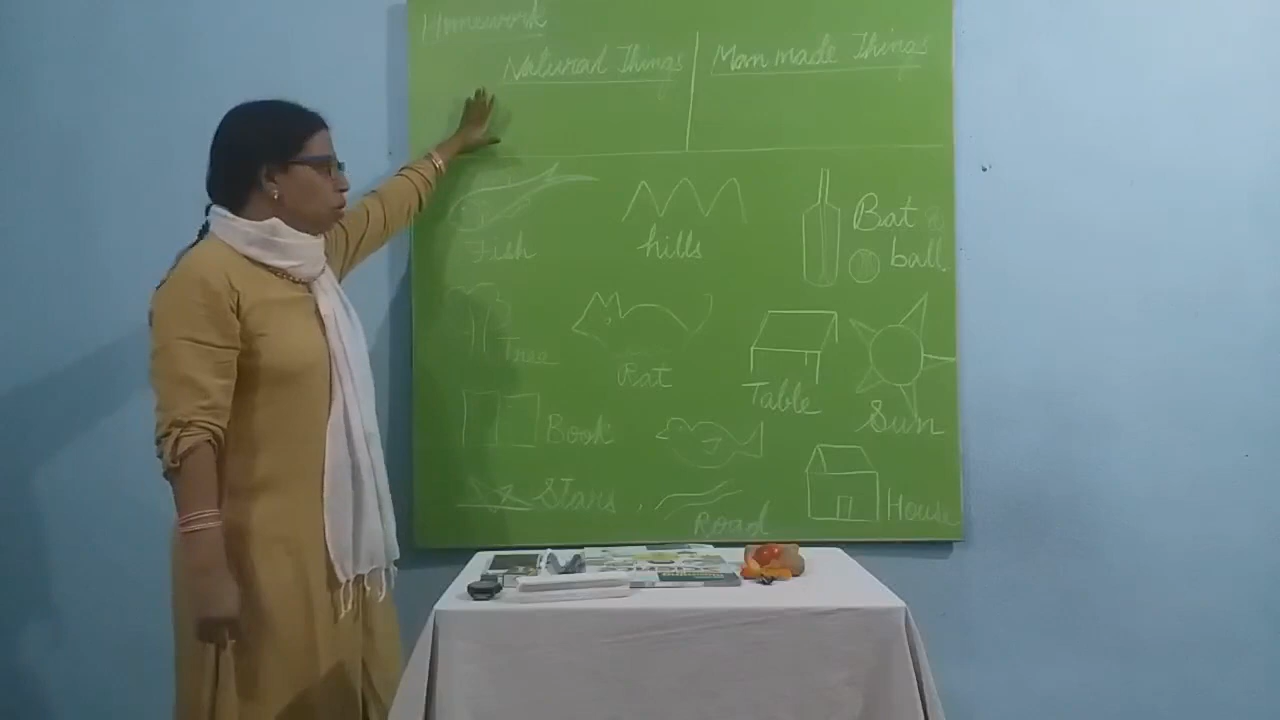 Homework
Natural Things
Man made Things
Fish
hills
Bat
ball
Tree
Rat
Table
Sun
Book
Stars
Road
House